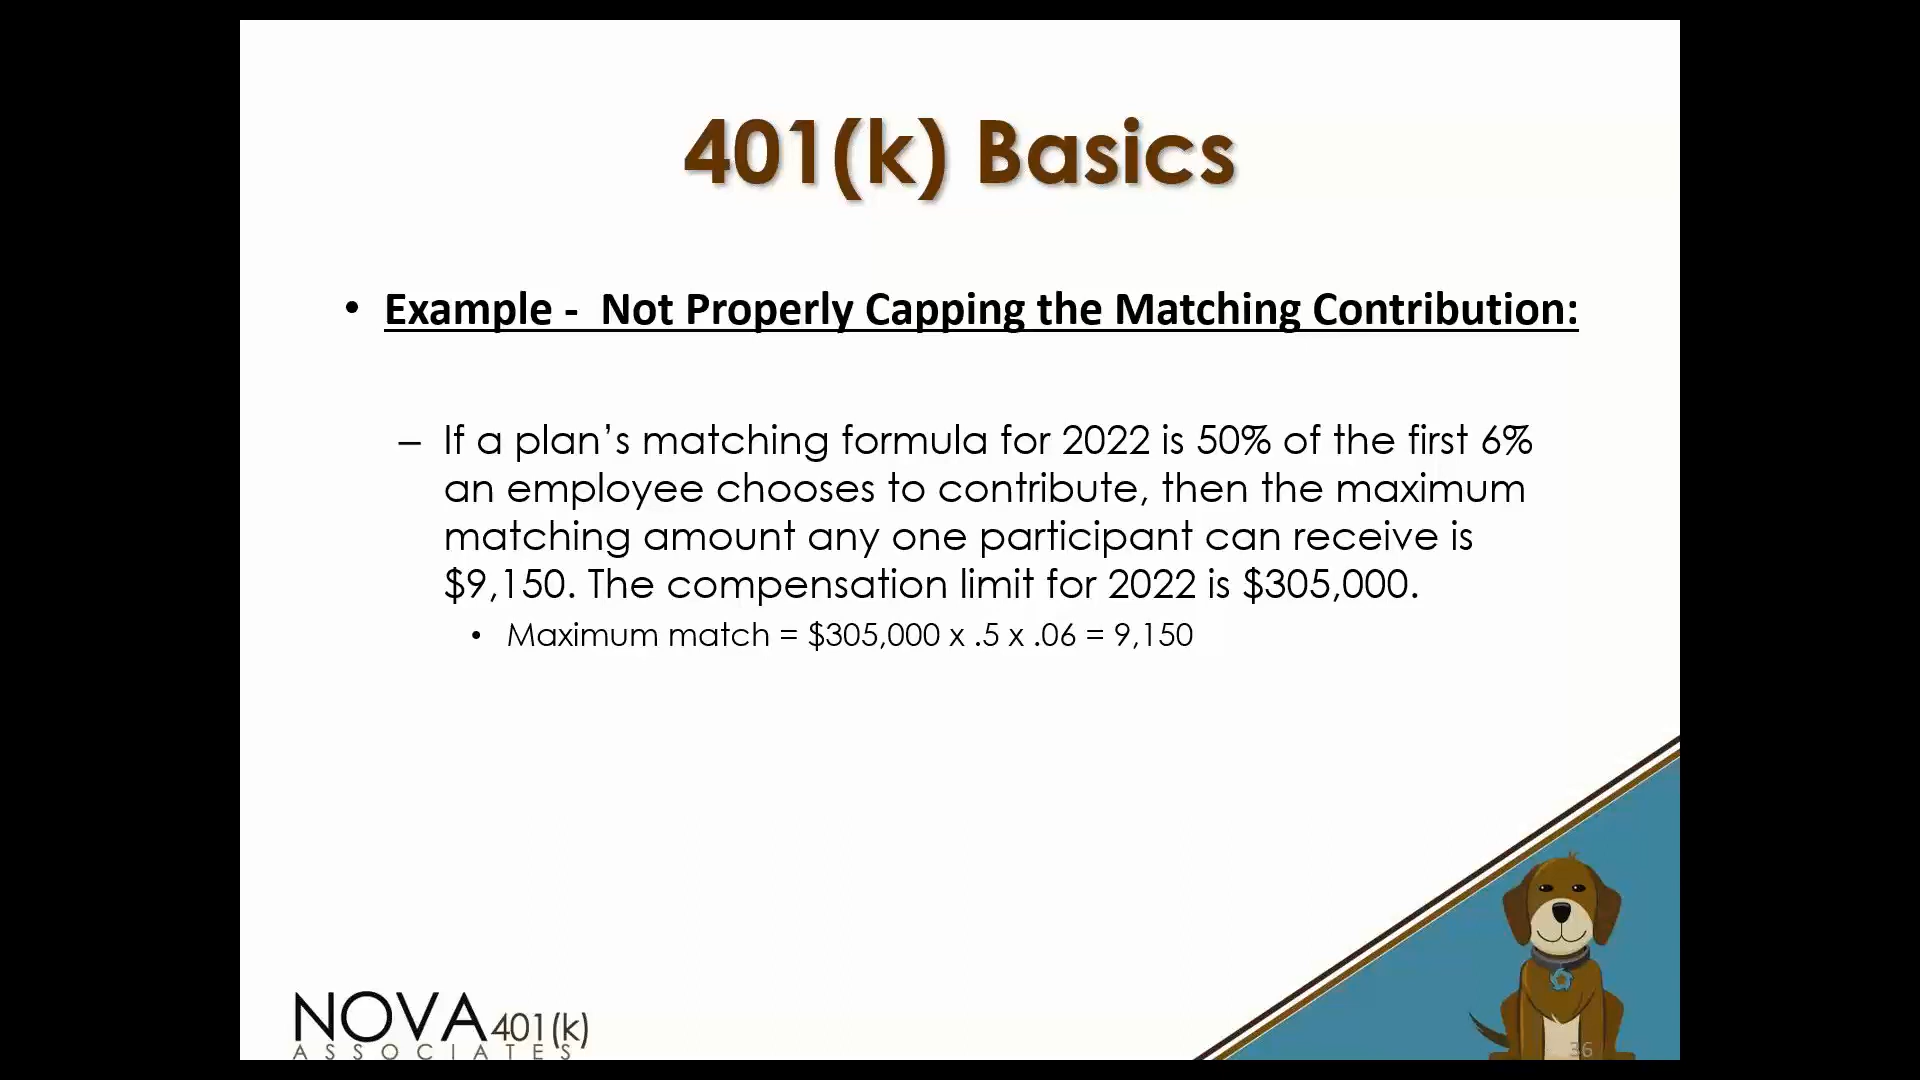 401(k) Basics
• Example -  Not Properly Capping the Matching Contribution:
– If a plan’s matching formula for 2022 is 50% of the first 6%
an employee chooses to contribute, then the maximum
matching amount any one participant can receive is
$9,150. The compensation limit for 2022 is $305,000.
• Maximum match = $305,000 x .5 x .06 = 9,150
NOVA 401(k)
ASSOCIATES
36